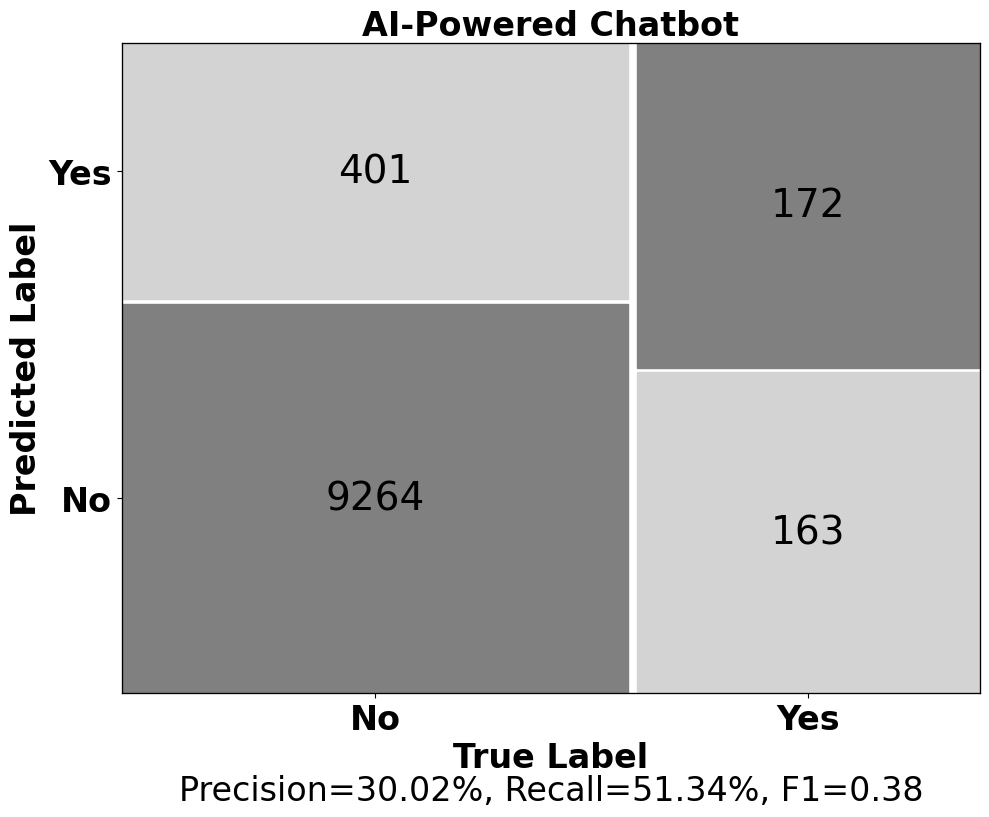 AI-Powered Chatbot
Predicted Label
Yes
401
172
No
9264
163
No Yes
True Label
Precision=30.02%, Recall=51.34%, F1=0.38